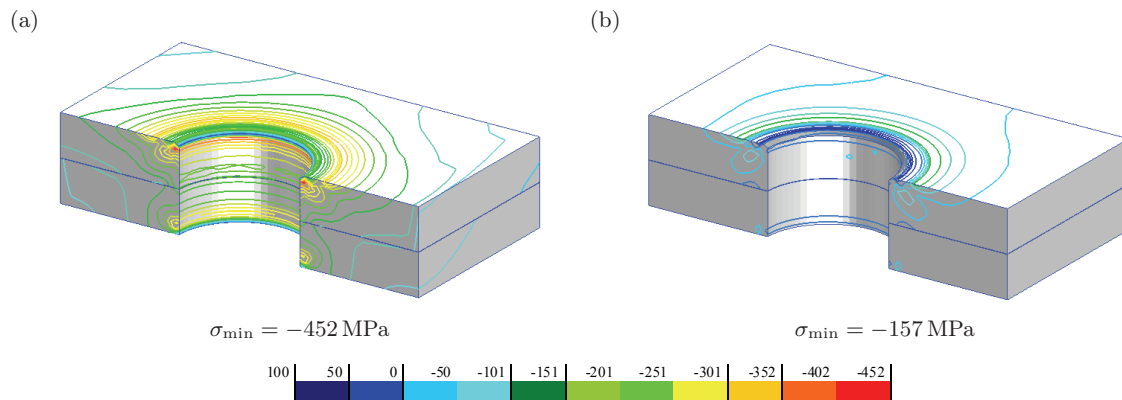 (a)
(b)
σmin = −452 MPa
σmin = −157 MPa
100 50 0 -50 -101 -151 -201 -251 -301 -352 -402 -452